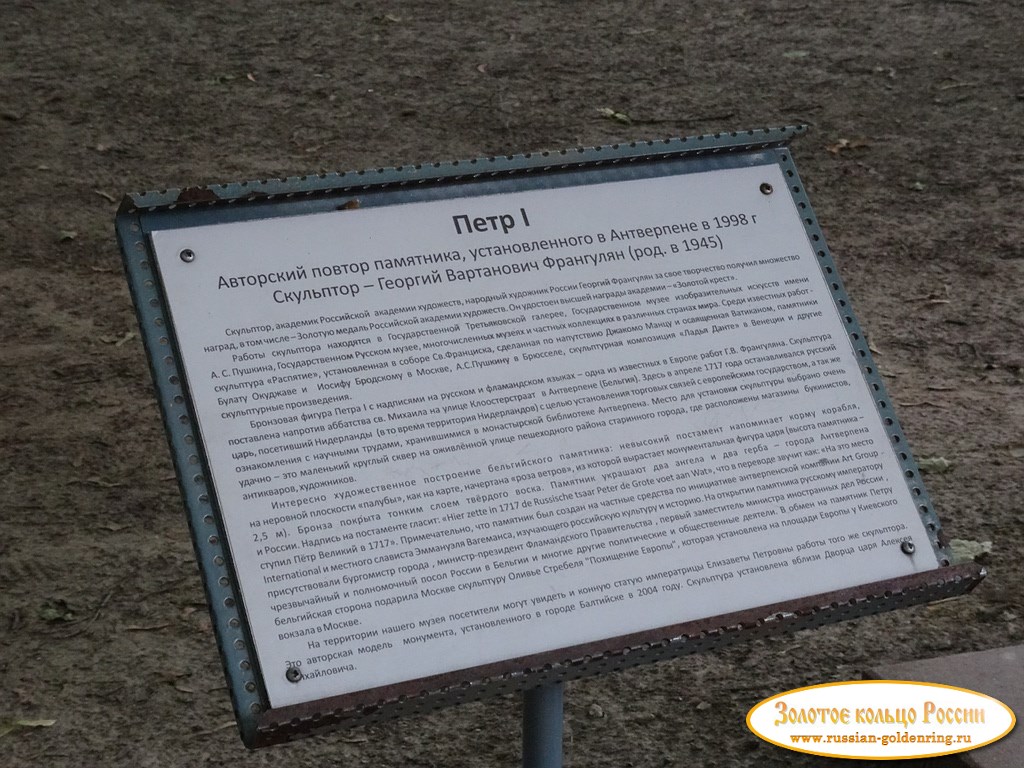 Петр I
Авторский повтор памятника, установленного в Антверпене в 1998 г
Скульптор – Георгий Вартанович Франгулян (род. в 1945)
Скульптор, академик Российской академии художеств, народный художник России Георгий Франгулян за свое творчество получил множество
наград, в том числе – Золотую медаль Российской академии художеств. Он удостоен высшей награды академии – «Золотой крест».
Работы скульптора находятся в Государственной Третьяковской галерее, Государственном музее изобразительных искусств имени
А. С. Пушкина, Государственном Русском музее, многочисленных музеях и частных коллекциях в различных странах мира. Среди известных работ -
скульптура «Распятие», установленная в соборе Св.Франциска, сделанная по напутствию Джакомо Манцу и освященная Ватиканом, памятники
Булату Окуджаве и Иосифу Бродскому в Москве, А.С.Пушкину в Брюсселе, скульптурная композиция «Ладья Данте» в Венеции и другие
скульптурные произведения.
Бронзовая фигура Петра I с надписями на русском и фламандском языках – одна из известных в Европе работ Г.В. Франгуляна. Скульптура
поставлена напротив аббатства св. Михаила на улице Клоостерстраат в Антверпене (Бельгия). Здесь в апреле 1717 года останавливался русский
царь, посетивший Нидерланды (в то время территория Нидерландов) с целью установления торговых связей с европейским государством, а так же
ознакомления с научными трудами, хранившимися в монастырской библиотеке Антверпена. Место для установки скульптуры выбрано очень
удачно – это маленький круглый сквер на оживлённой улице пешеходного района старинного города, где расположены магазины букинистов,
антикваров, художников.
Интересно художественное построение бельгийского памятника: невысокий постамент напоминает корму корабля,
на неровной плоскости «палубы», как на карте, начертана «роза ветров», из которой вырастает монументальная фигура царя (высота памятника –
2,5 м). Бронза покрыта тонким слоем твёрдого воска. Памятник украшают два ангела и два герба – города Антверпена
и России. Надпись на постаменте гласит: «Hier zette in 1717 de Russische tsaar Peter de Grote voet aan Wal», что в переводе звучит как: «На это место
ступил Пётр Великий в 1717». Примечательно, что памятник был создан на частные средства по инициативе антверпенской компании Art Group
International и местного слависта Эммануэля Вагеманса, изучающего российскую культуру и историю. На открытии памятника русскому императору
присутствовали бургомистр города , министр-президент Фламандского Правительства , первый заместитель министра иностранных дел России ,
чрезвычайный и полномочный посол России в Бельгии и многие другие политические и общественные деятели. В обмен на памятник Петру
бельгийская сторона подарила Москве скульптуру Оливье Стребеля "Похищение Европы", которая установлена на площади Европы у Киевского
вокзала в Москве.
На территории нашего музея посетители могут увидеть и конную статую императрицы Елизаветы Петровны работы того же скульптора.
Это авторская модель монумента, установленного в городе Балтийске в 2004 году. Скульптура установлена вблизи Дворца царя Алексея
хайловича.
Золотое кольцо России
www.russian-goldenring.ru